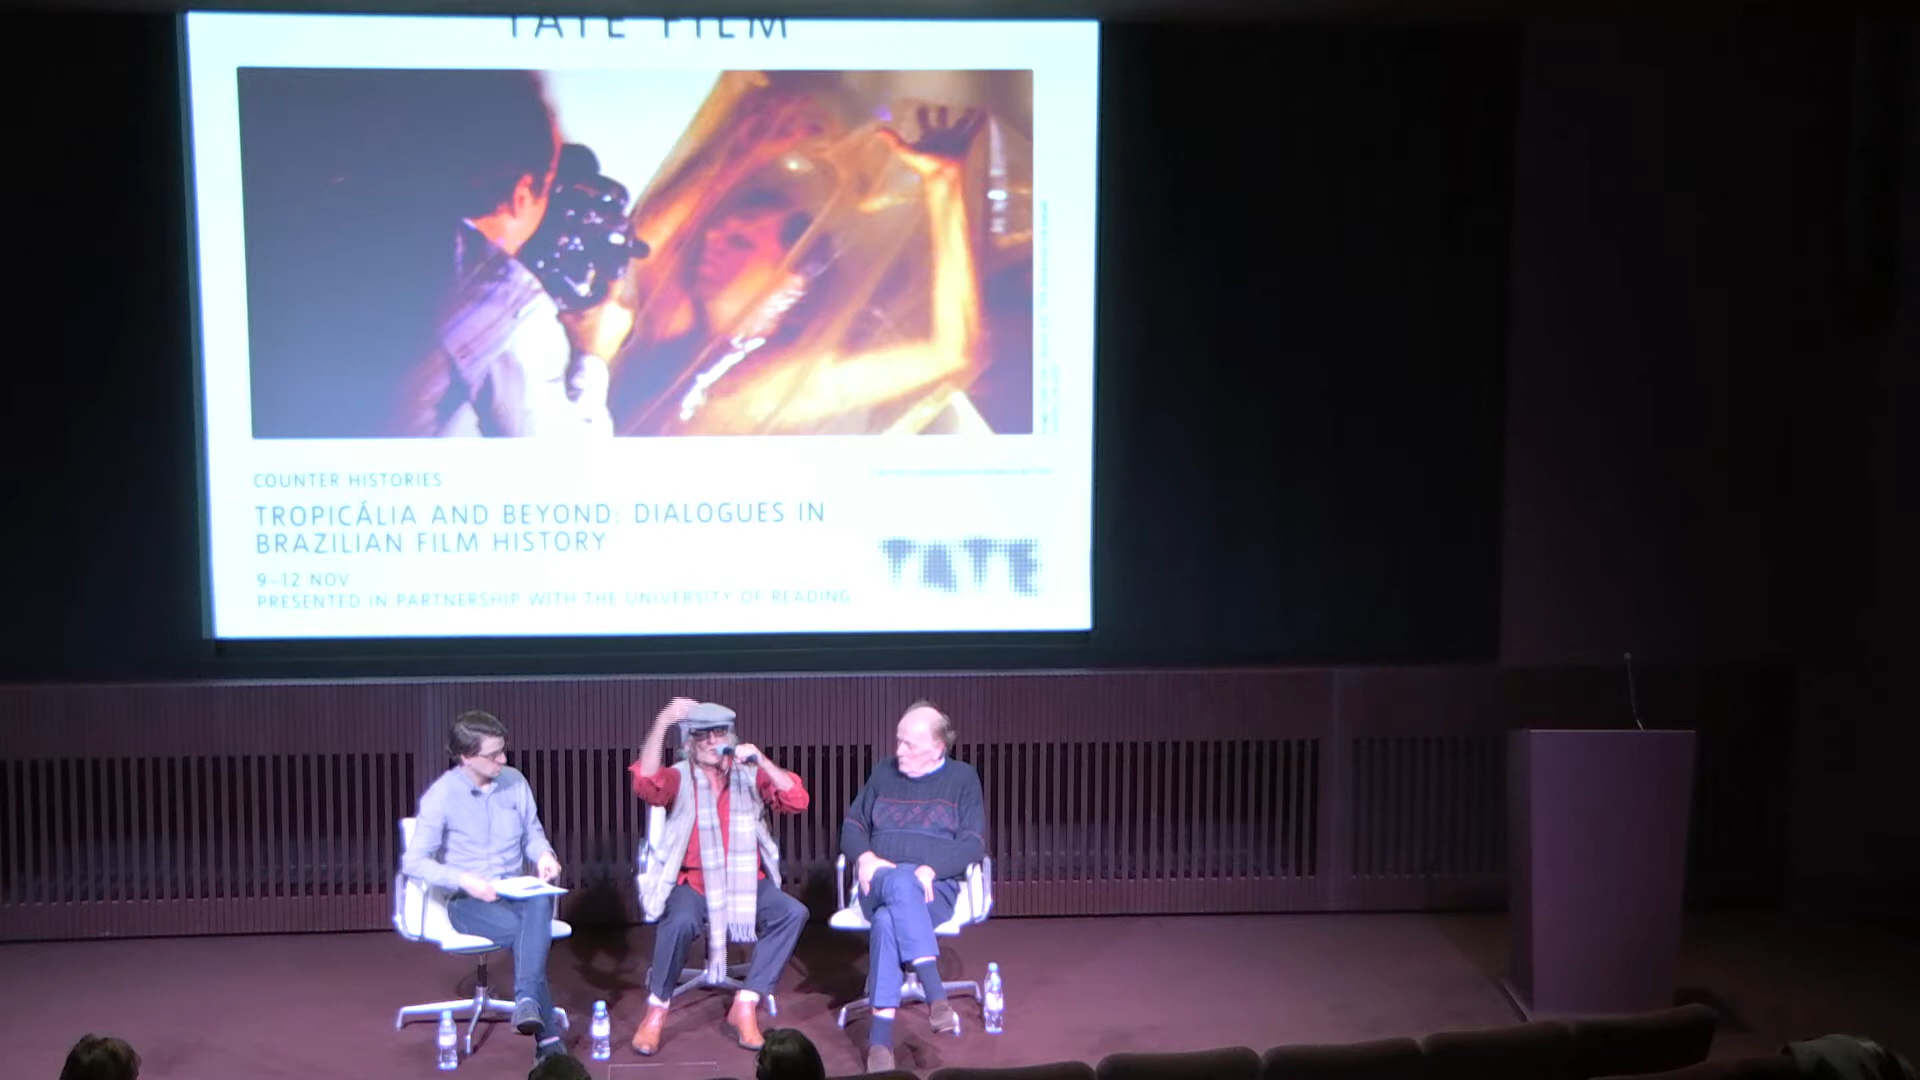 TATE FILM
COUNTER HISTORIES
TROPICÁLIA AND BEYOND: DIALOGUES IN
BRAZILIAN FILM HISTORY
9–12 NOV
PRESENTED IN PARTNERSHIP WITH THE UNIVERSITY OF READING
TATE